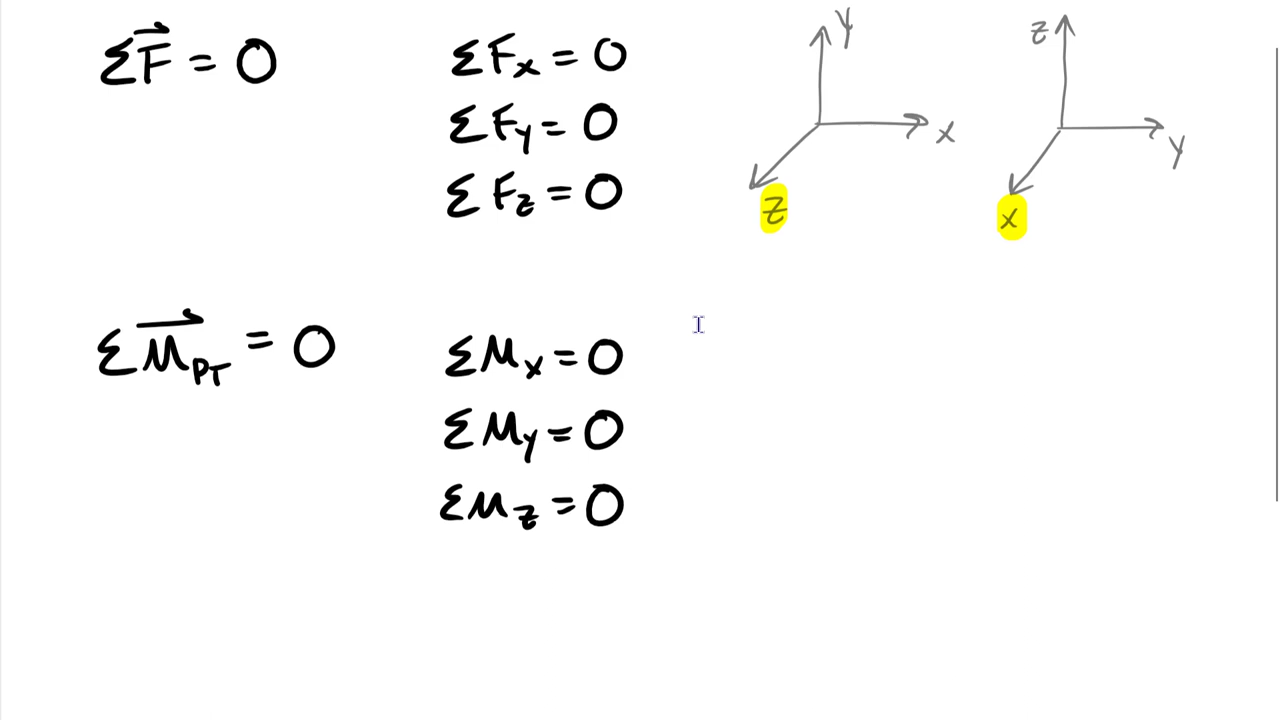 ΣF⃗ = 0
ΣFx = 0
ΣFy = 0
ΣFz = 0
Y
X
Z
Z
Y
X
ΣM⃗PT = 0
ΣMx = 0
ΣMy = 0
ΣMz = 0